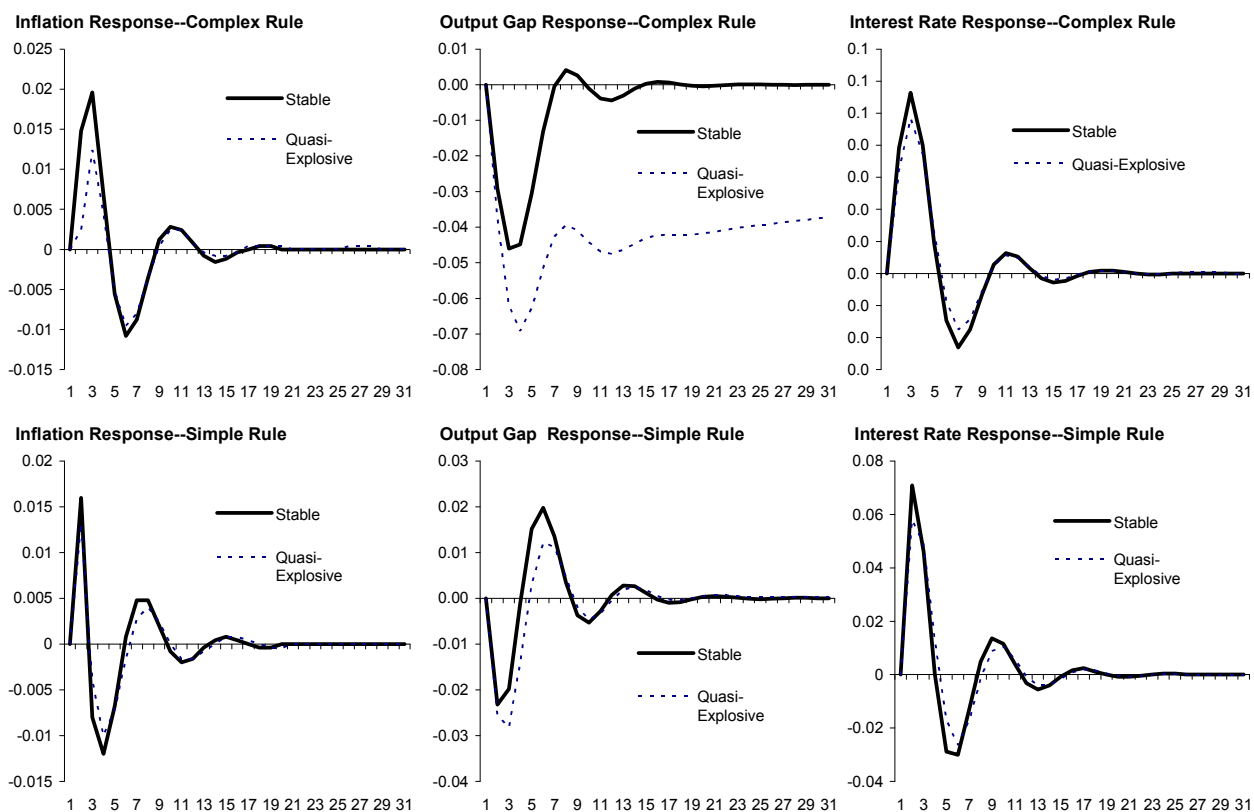 Inflation Response--Complex Rule
0.025
0.02
0.015
0.01
0.005
0
-0.005
-0.01
-0.015
Stable
Quasi-
Explosive
1 3 5 7 9 11 13 15 17 19 21 23 25 27 29 31
Output Gap Response--Complex Rule
0.01
0.00
-0.01
-0.02
-0.03
-0.04
-0.05
-0.06
-0.07
-0.08
Stable
Quasi-
Explosive
1 3 5 7 9 11 13 15 17 19 21 23 25 27 29 31
Interest Rate Response--Complex Rule
0.1
0.1
0.1
0.1
0.0
0.0
0.0
0.0
0.0
0.0
0.0
Stable
Quasi-Explosive
1 3 5 7 9 11 13 15 17 19 21 23 25 27 29 31
Inflation Response--Simple Rule
0.02
0.015
0.01
0.005
0
-0.005
-0.01
-0.015
Stable
Quasi-
Explosive
1 3 5 7 9 11 13 15 17 19 21 23 25 27 29 31
Output Gap Response--Simple Rule
0.03
0.02
0.01
0.00
-0.01
-0.02
-0.03
-0.04
Stable
Quasi-
Explosive
1 3 5 7 9 11 13 15 17 19 21 23 25 27 29 31
Interest Rate Response--Simple Rule
0.08
0.06
0.04
0.02
0
-0.02
-0.04
Stable
Quasi-
Explosive
1 3 5 7 9 11 13 15 17 19 21 23 25 27 29 31